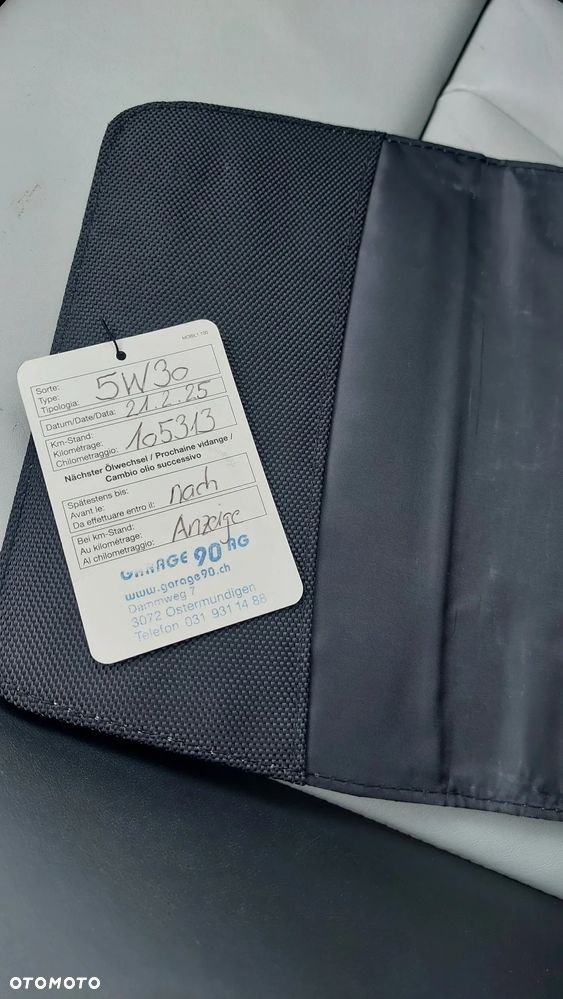 MOBIL1.100
Sorte:
Type: 5W30
Tipologia:
Datum/Date/Data: 21.2.25
Km-Stand:
Kilométrage: 105313
Chilometraggio:
Nächster Ölwechsel / Prochaine vidange /
Cambio olio successivo
Spätestens bis:
Avant le: nach
Da effettuare entro il:
Bei km-Stand:
Au kilométrage: Anzeige
Al chilometraggio:
GARAGE 90 AG
www.garage90.ch
Dammweg 7
3072 Ostermundigen
Telefon 031 931 14 88
OTOMOTO